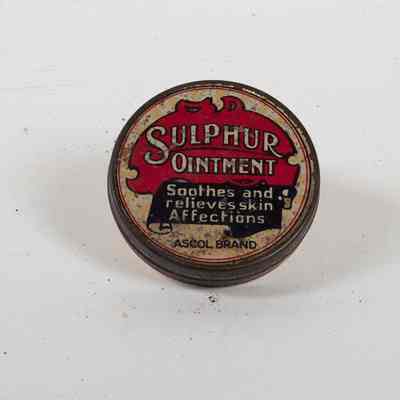 SULPHUR
OINTMENT
Soothes and
relieves skin
Affections
ASCOL BRAND